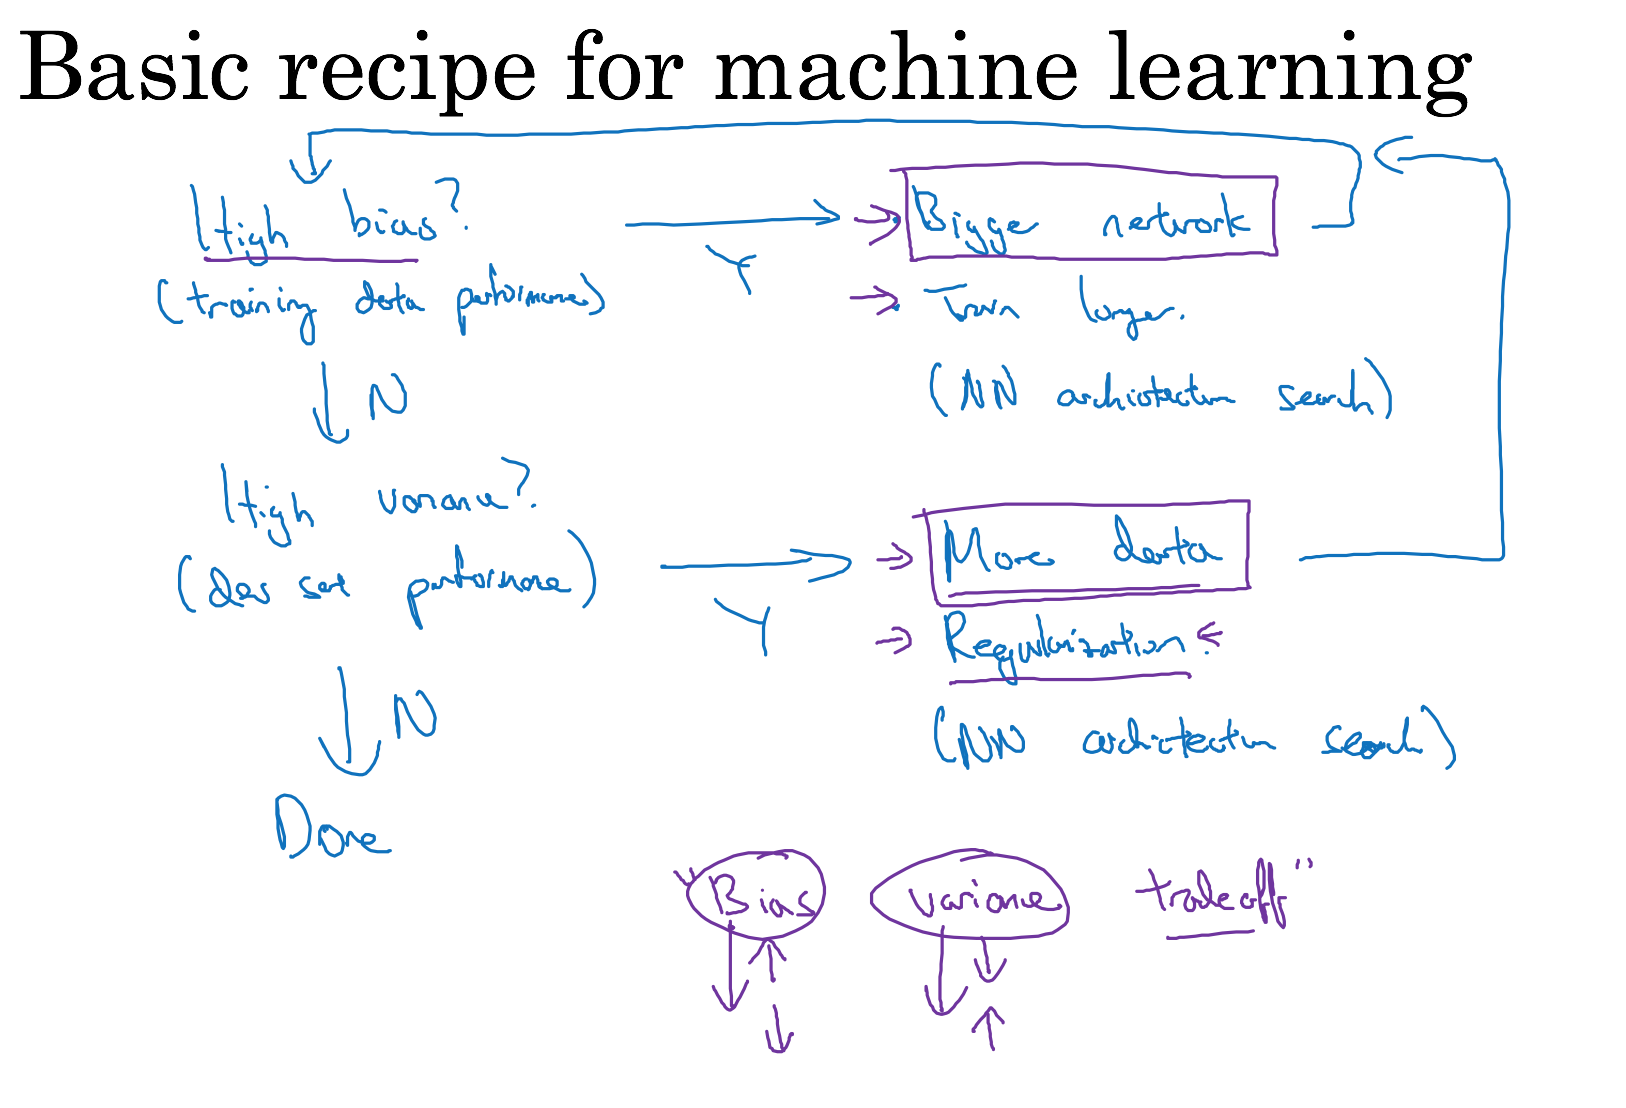 Basic recipe for machine learning
High bias? Y Bigger network
(training data performance) Train longer.
N (NN architecture search)
High variance? More data
(dev set performance) Y Regularization.
N (NN architecture search)
Done
"Bias variance tradeoff"